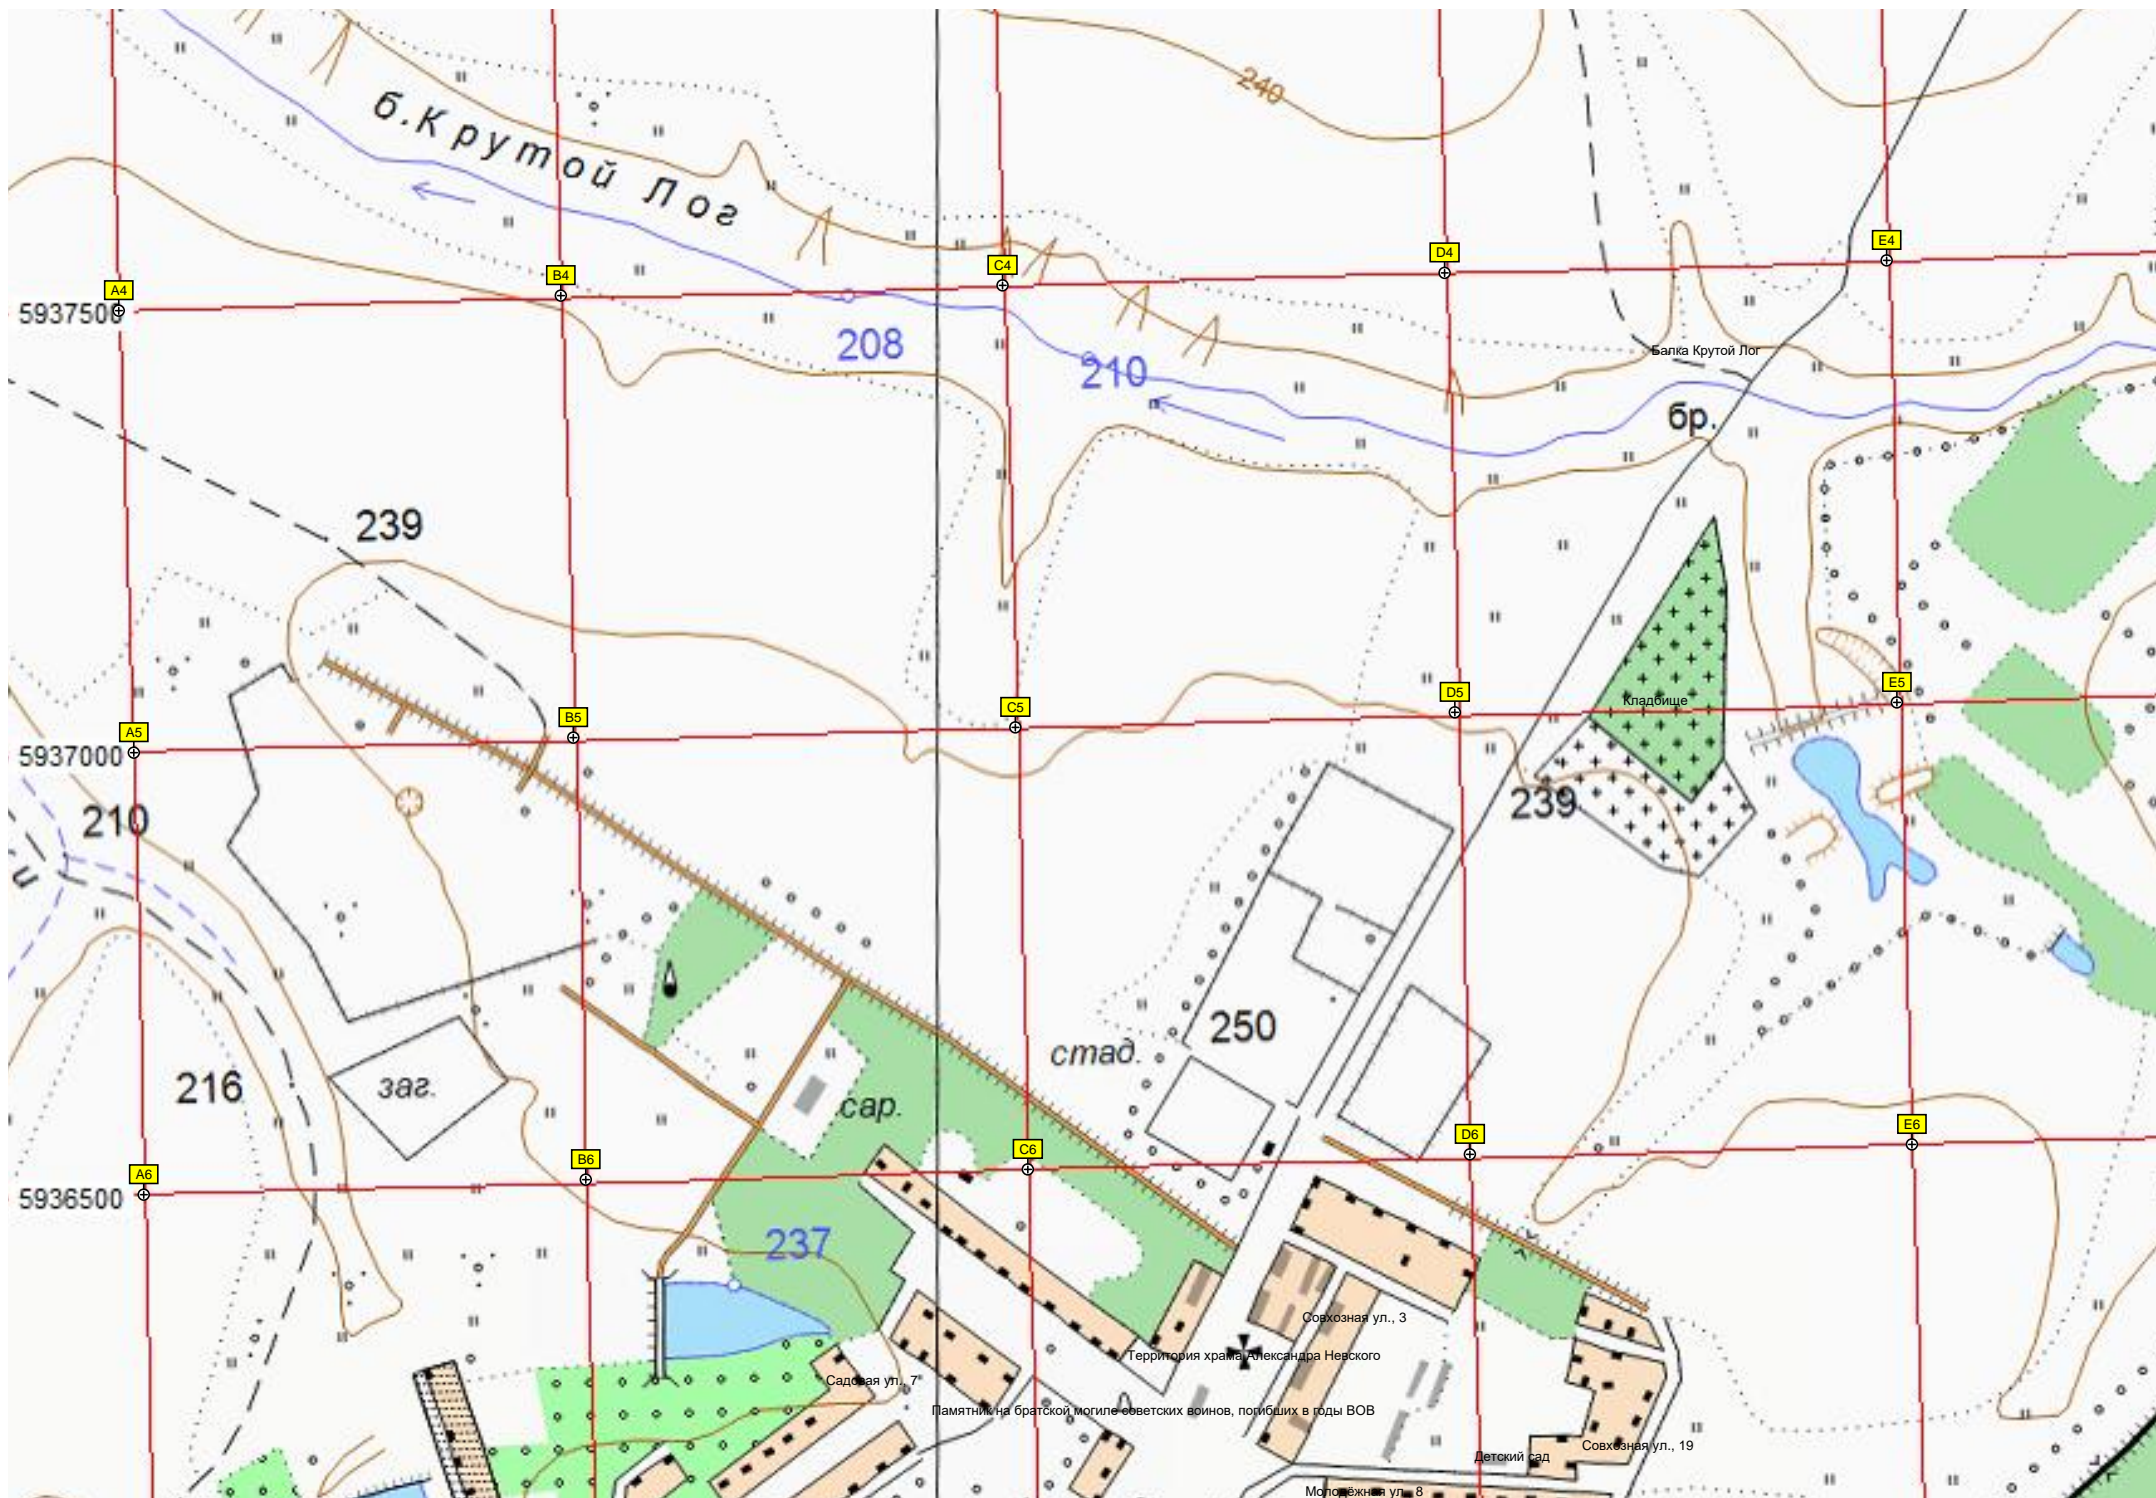 240
б.Крутой Лог
E4
D4
C4
B4
A4
5937500
208
210
Балка Крутой Лог
бр.
239
E5
D5
C5
B5
A5
Кладбище
5937000
239
210
250
стад.
216
заг.
сар.
E6
D6
C6
B6
A6
5936500
237
Совхозная ул., 3
Территория храма Александра Невского
Садовая ул., 7
Памятник на братской могиле советских воинов, погибших в годы ВОВ
Совхозная ул., 19
Детский сад
Молодёжная ул., 8